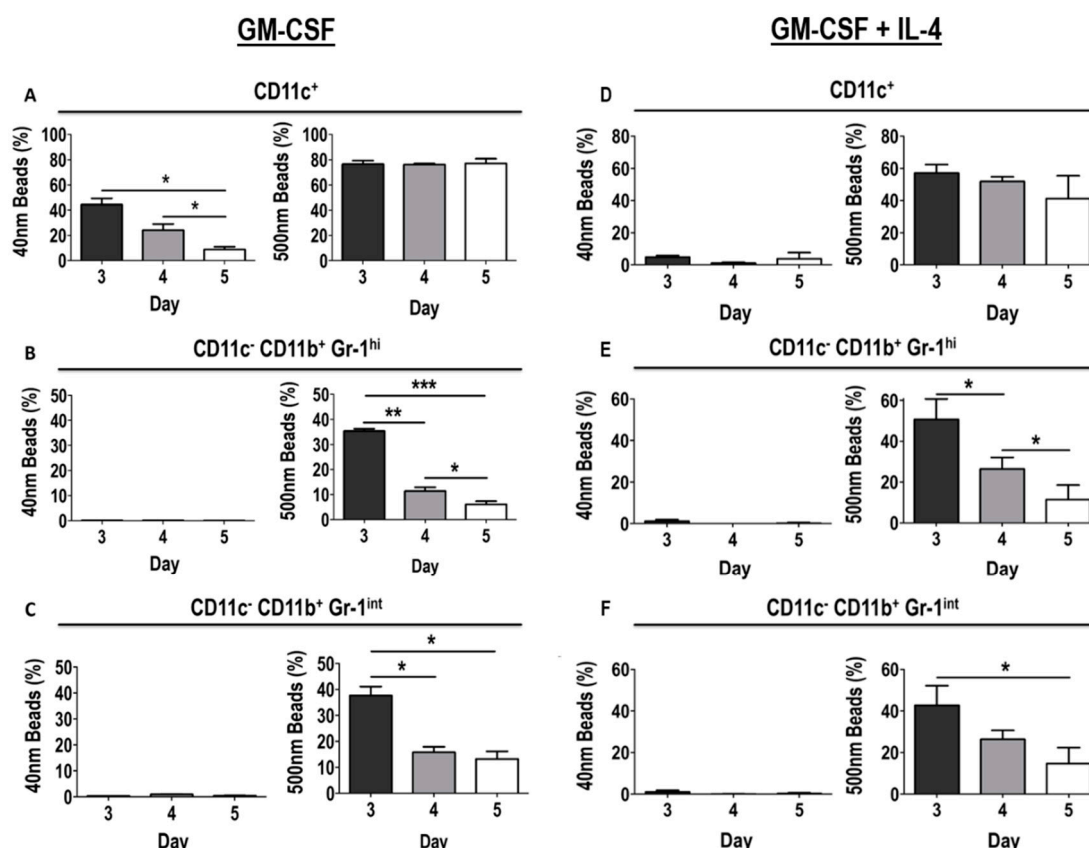 GM-CSF
GM-CSF + IL-4
A
CD11c⁺
40nm Beads (%)
100
80
60
40
20
0
3 4 5
Day
*
*
500nm Beads (%)
100
80
60
40
20
0
3 4 5
Day
D
CD11c⁺
40nm Beads (%)
80
60
40
20
0
3 4 5
Day
500nm Beads (%)
80
60
40
20
0
3 4 5
Day
B
CD11c⁻ CD11b⁺ Gr-1ʰⁱ
40nm Beads (%)
50
40
30
20
10
0
3 4 5
Day
500nm Beads (%)
50
40
30
20
10
0
3 4 5
Day
***
**
*
E
CD11c⁻ CD11b⁺ Gr-1ʰⁱ
40nm Beads (%)
60
40
20
0
3 4 5
Day
500nm Beads (%)
60
40
20
0
3 4 5
Day
*
*
C
CD11c⁻ CD11b⁺ Gr-1ⁱⁿᵗ
40nm Beads (%)
50
40
30
20
10
0
3 4 5
Day
500nm Beads (%)
50
40
30
20
10
0
3 4 5
Day
*
*
F
CD11c⁻ CD11b⁺ Gr-1ⁱⁿᵗ
40nm Beads (%)
60
40
20
0
3 4 5
Day
500nm Beads (%)
60
40
20
0
3 4 5
Day
*